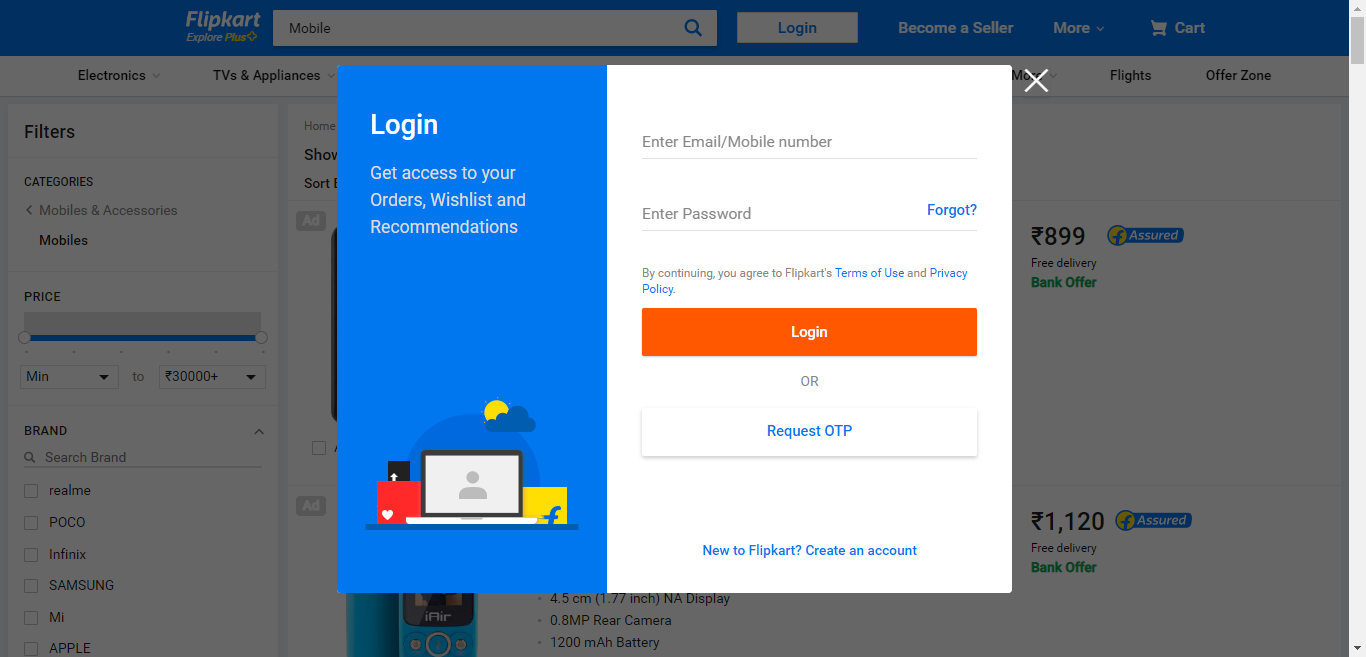 Flipkart
Explore Plus
Mobile
Login
Become a Seller
More
Cart
Electronics
TVs & Appliances
More
Flights
Offer Zone
Filters
CATEGORIES
Mobiles & Accessories
Mobiles
PRICE
Min
to
₹30000+
BRAND
Search Brand
realme
POCO
Infinix
SAMSUNG
Mi
APPLE
Home
Ad
Ad
Login
Get access to your
Orders, Wishlist and
Recommendations
Enter Email/Mobile number
Enter Password
Forgot?
By continuing, you agree to Flipkart's Terms of Use and Privacy
Policy.
Login
OR
Request OTP
New to Flipkart? Create an account
₹899
Assured
Free delivery
Bank Offer
₹1,120
Assured
Free delivery
Bank Offer
iAir
4.5 cm (1.77 inch) NA Display
0.8MP Rear Camera
1200 mAh Battery